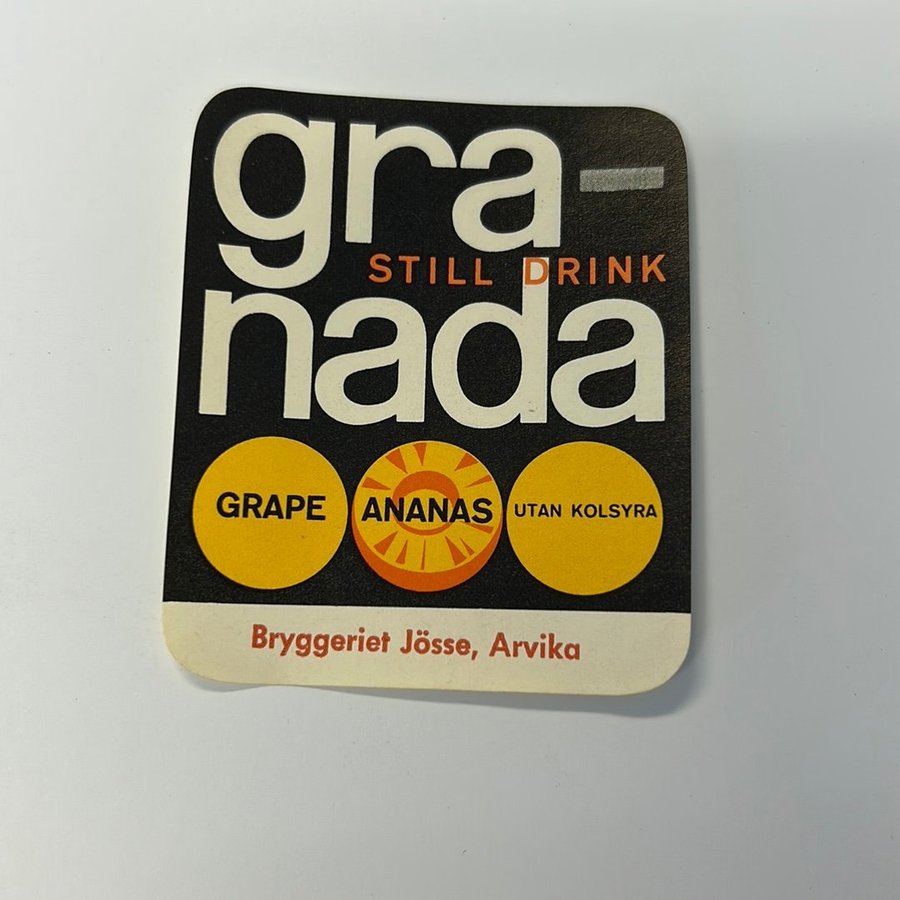 gra-
STILL DRINK
nada
GRAPE ANANAS UTAN KOLSYRA
Bryggeriet Jösse, Arvika